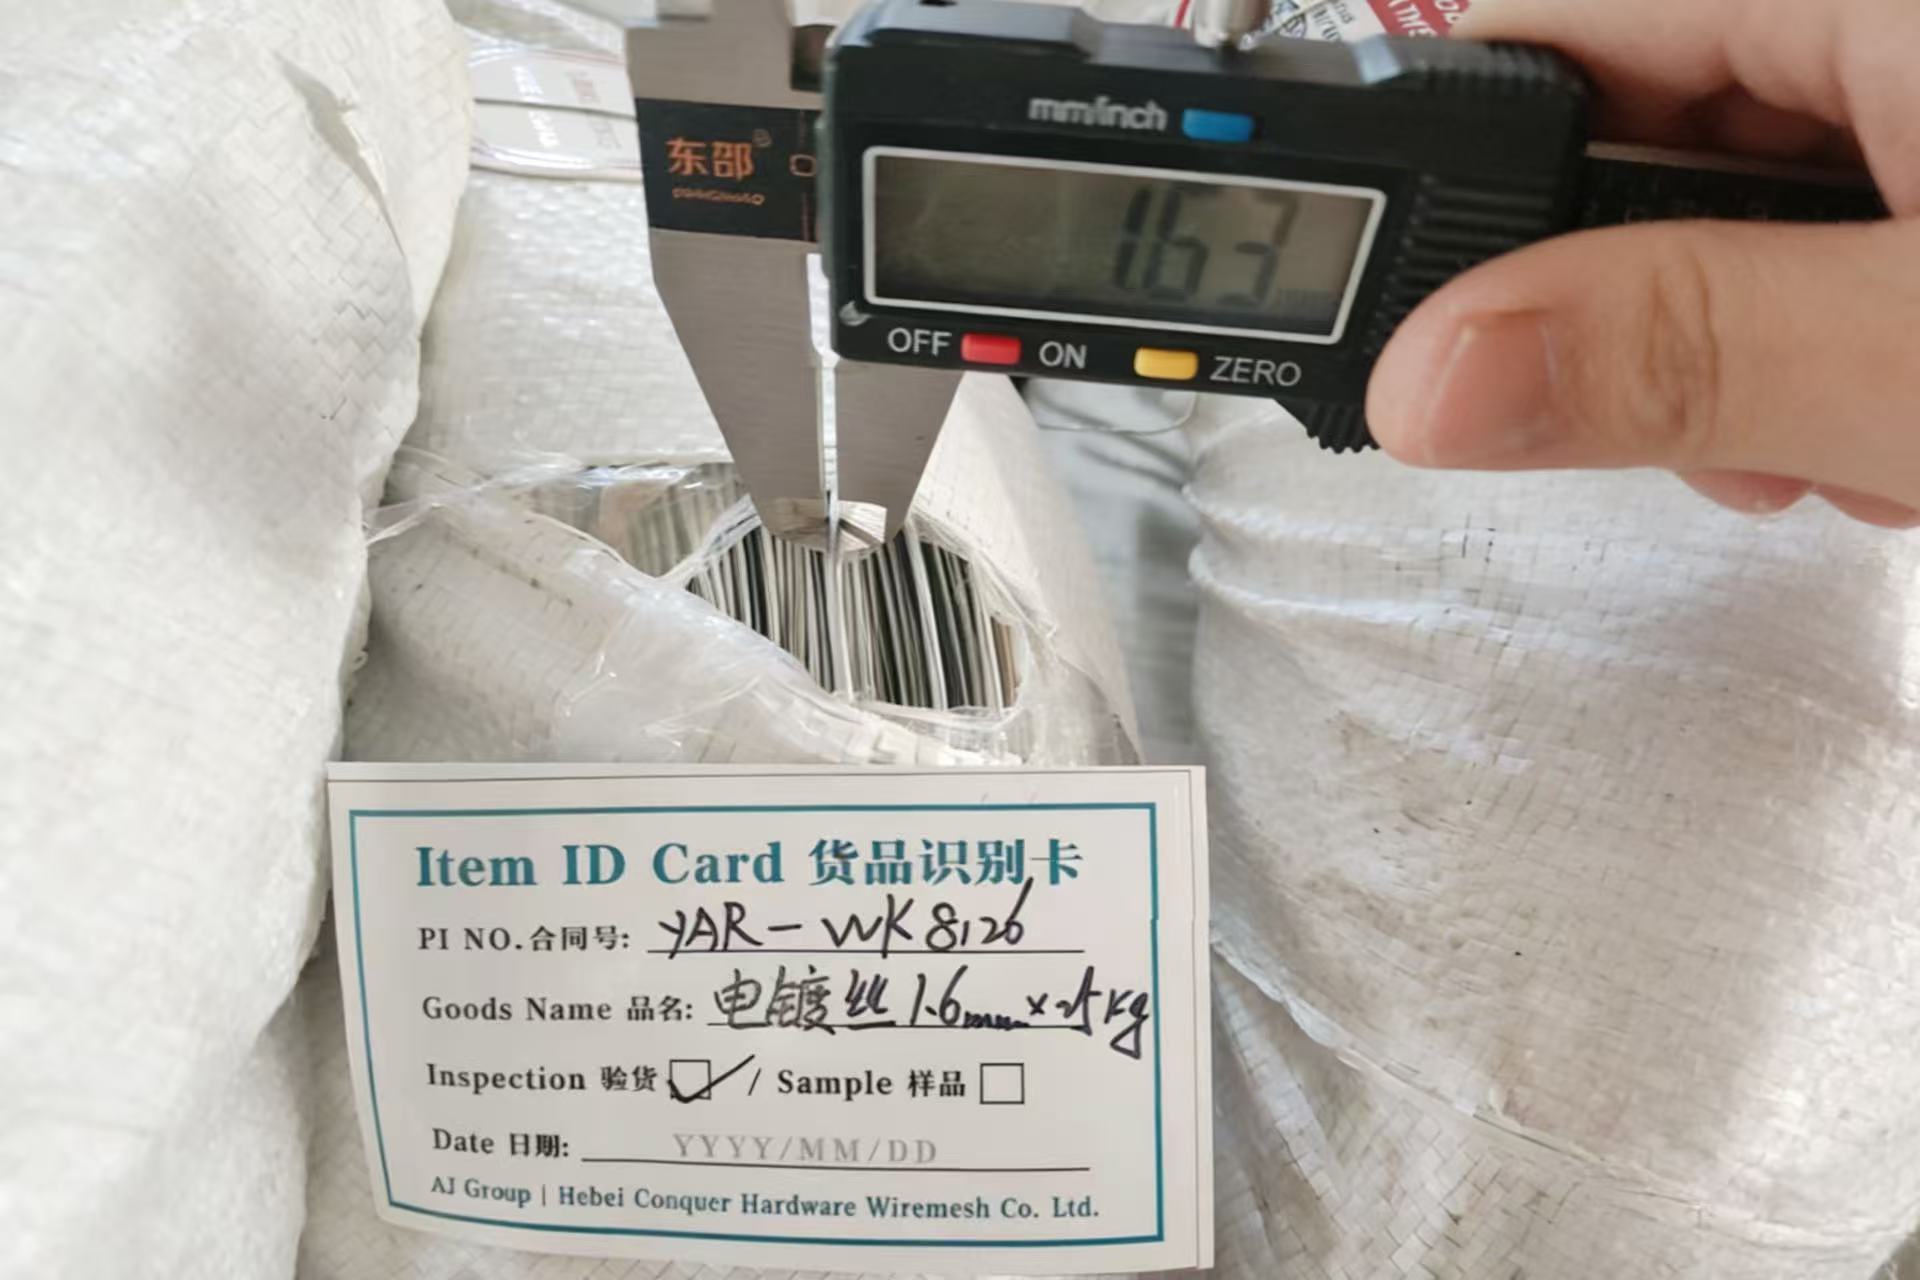 mm/inch
东邵®
1.63
OFF ON ZERO
Item ID Card 货品识别卡
PI NO.合同号: YAR-WK8126
Goods Name 品名: 电镀丝 1.6mm×25kg
Inspection 验货 / Sample 样品
Date 日期: YYYY/MM/DD
AJ Group | Hebei Conquer Hardware Wiremesh Co. Ltd.